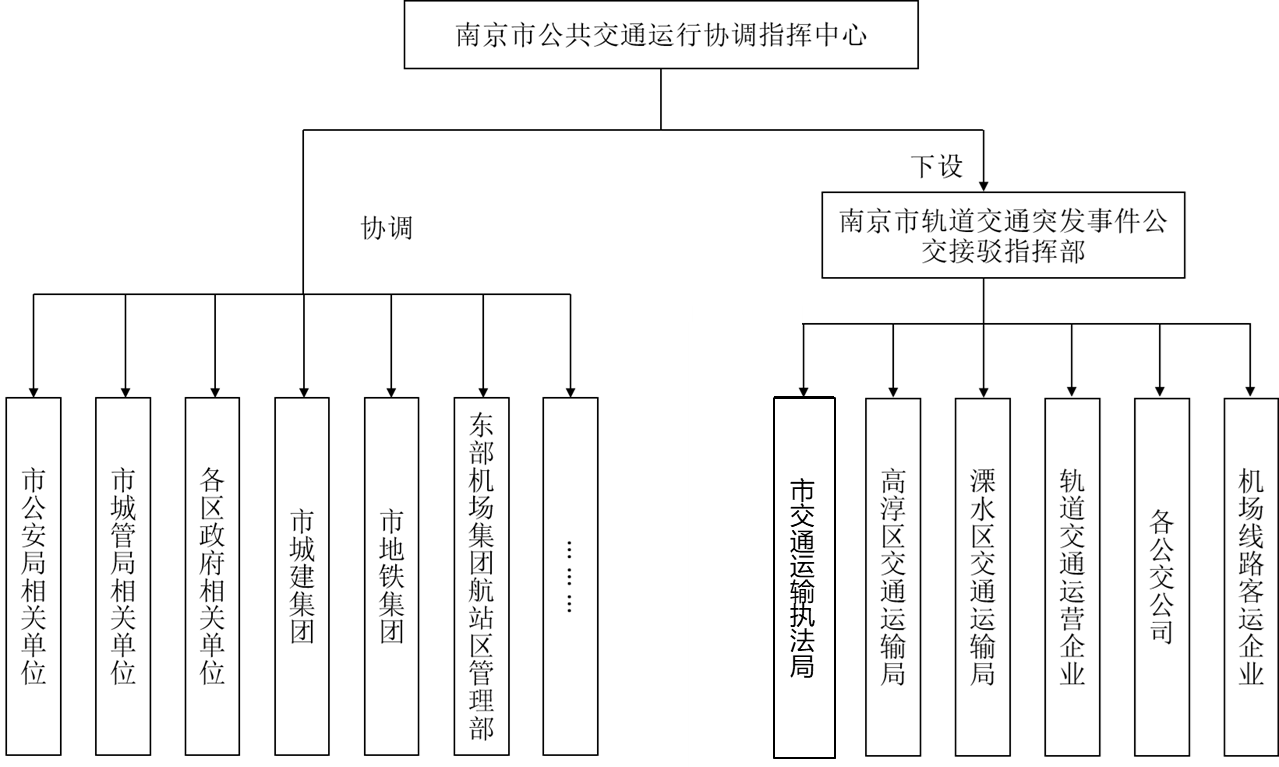 南京市公共交通运行协调指挥中心
下设
协调
南京市轨道交通突发事件公
交接驳指挥部
市公安局相关单位
市城管局相关单位
各区政府相关单位
市城建集团
市地铁集团
东部机场集团航站区管理部
………
市交通运输执法局
高淳区交通运输局
溧水区交通运输局
轨道交通运营企业
各公交公司
机场线路客运企业